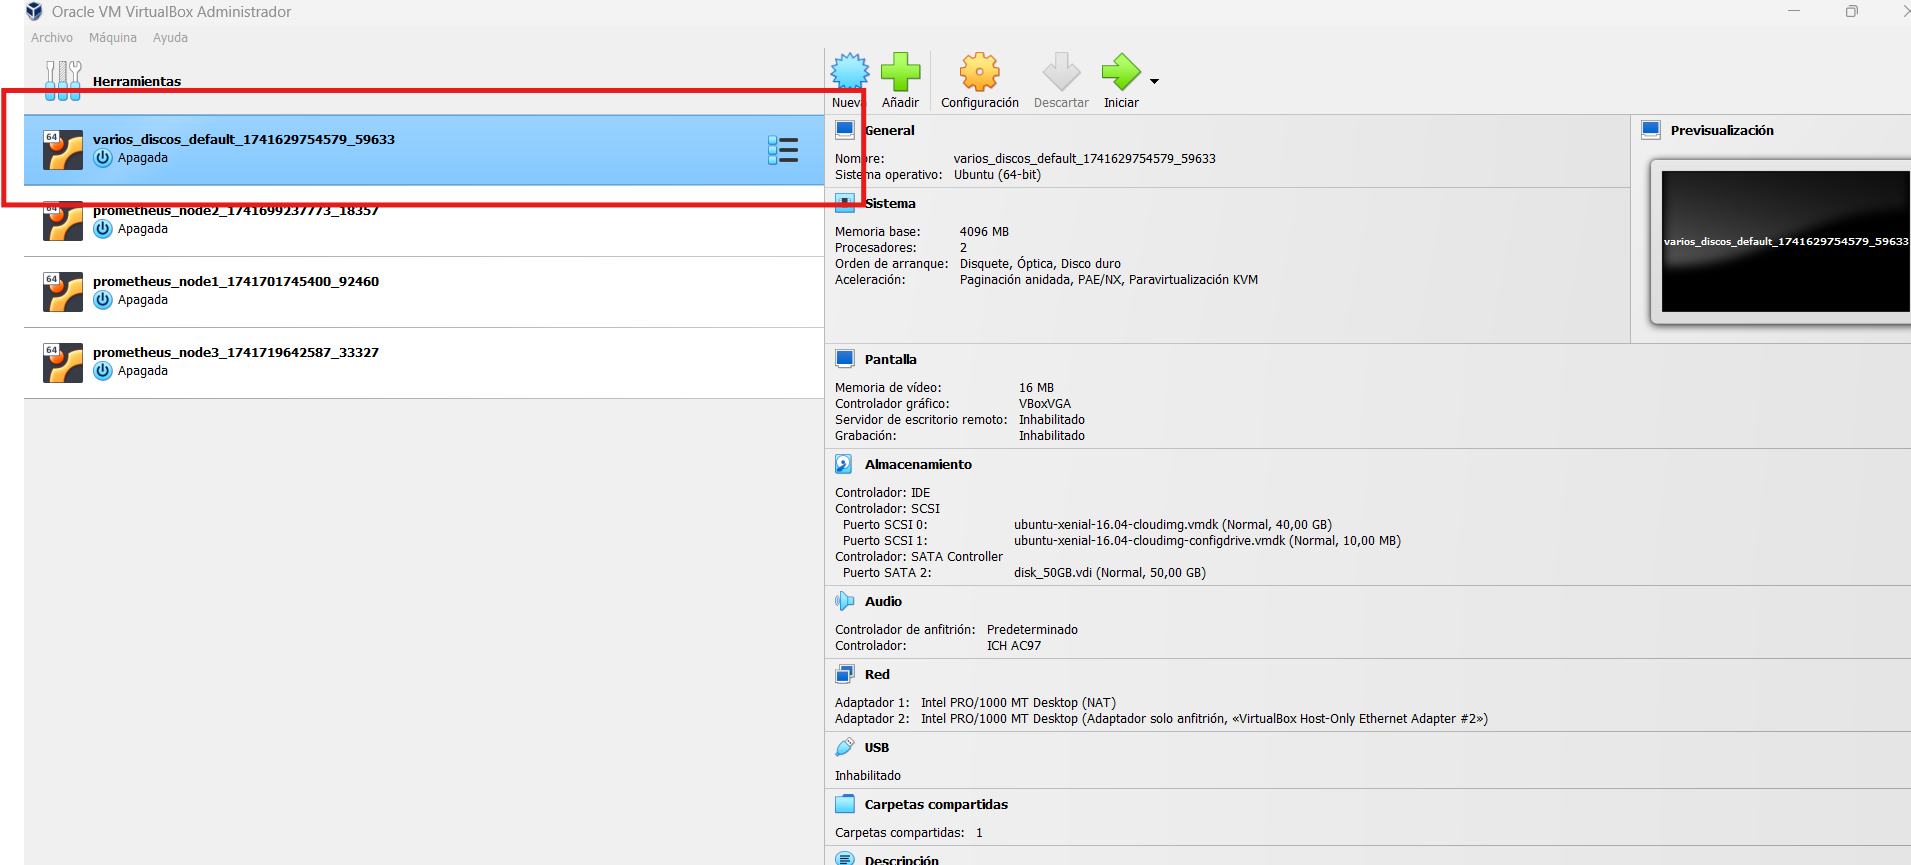 Oracle VM VirtualBox Administrador
Archivo Máquina Ayuda
Herramientas
64
varios_discos_default_1741629754579_59633
Apagada
64
prometheus_node2_1741699237773_18357
Apagada
64
prometheus_node1_1741701745400_92460
Apagada
64
prometheus_node3_1741719642587_33327
Apagada
Nueva Añadir Configuración Descartar Iniciar
General
Nombre: varios_discos_default_1741629754579_59633
Sistema operativo: Ubuntu (64-bit)
Previsualización
varios_discos_default_1741629754579_59633
Sistema
Memoria base: 4096 MB
Procesadores: 2
Orden de arranque: Disquete, Óptica, Disco duro
Aceleración: Paginación anidada, PAE/NX, Paravirtualización KVM
Pantalla
Memoria de vídeo: 16 MB
Controlador gráfico: VBoxVGA
Servidor de escritorio remoto: Inhabilitado
Grabación: Inhabilitado
Almacenamiento
Controlador: IDE
Controlador: SCSI
Puerto SCSI 0: ubuntu-xenial-16.04-cloudimg.vmdk (Normal, 40,00 GB)
Puerto SCSI 1: ubuntu-xenial-16.04-cloudimg-configdrive.vmdk (Normal, 10,00 MB)
Controlador: SATA Controller
Puerto SATA 2: disk_50GB.vdi (Normal, 50,00 GB)
Audio
Controlador de anfitrión: Predeterminado
Controlador: ICH AC97
Red
Adaptador 1: Intel PRO/1000 MT Desktop (NAT)
Adaptador 2: Intel PRO/1000 MT Desktop (Adaptador solo anfitrión, «VirtualBox Host-Only Ethernet Adapter #2»)
USB
Inhabilitado
Carpetas compartidas
Carpetas compartidas: 1
Descripción